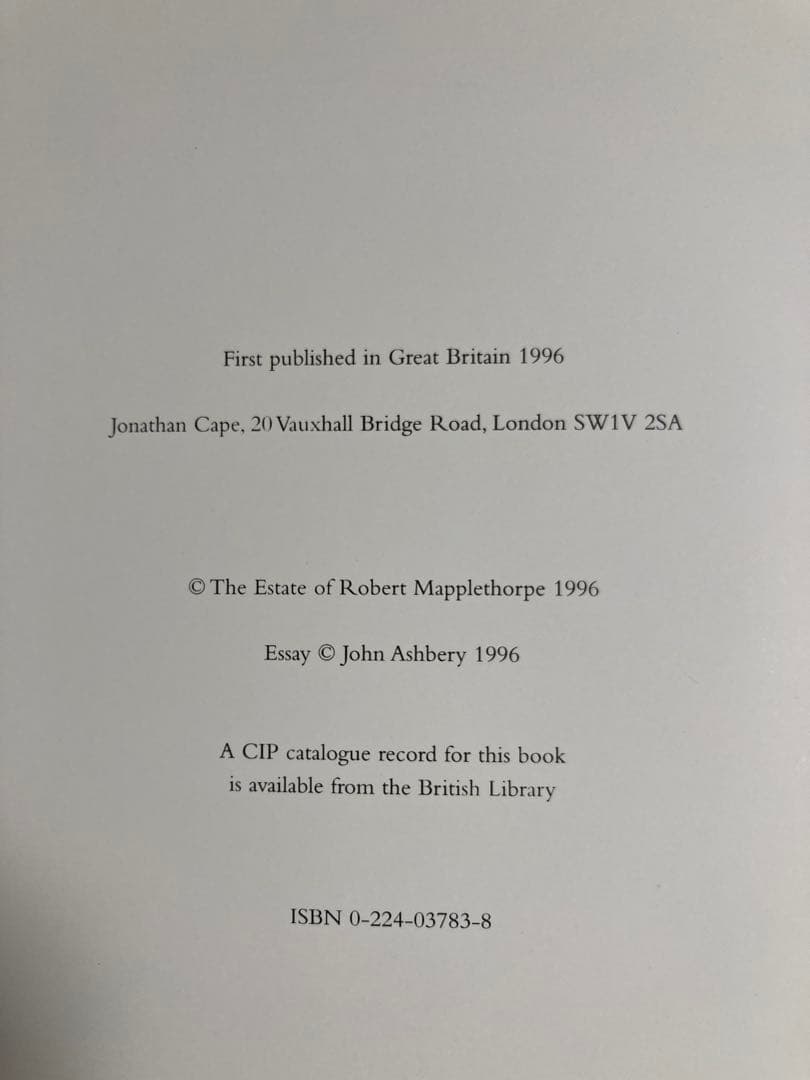 First published in Great Britain 1996
Jonathan Cape, 20 Vauxhall Bridge Road, London SW1V 2SA
© The Estate of Robert Mapplethorpe 1996
Essay © John Ashbery 1996
A CIP catalogue record for this book
is available from the British Library
ISBN 0-224-03783-8